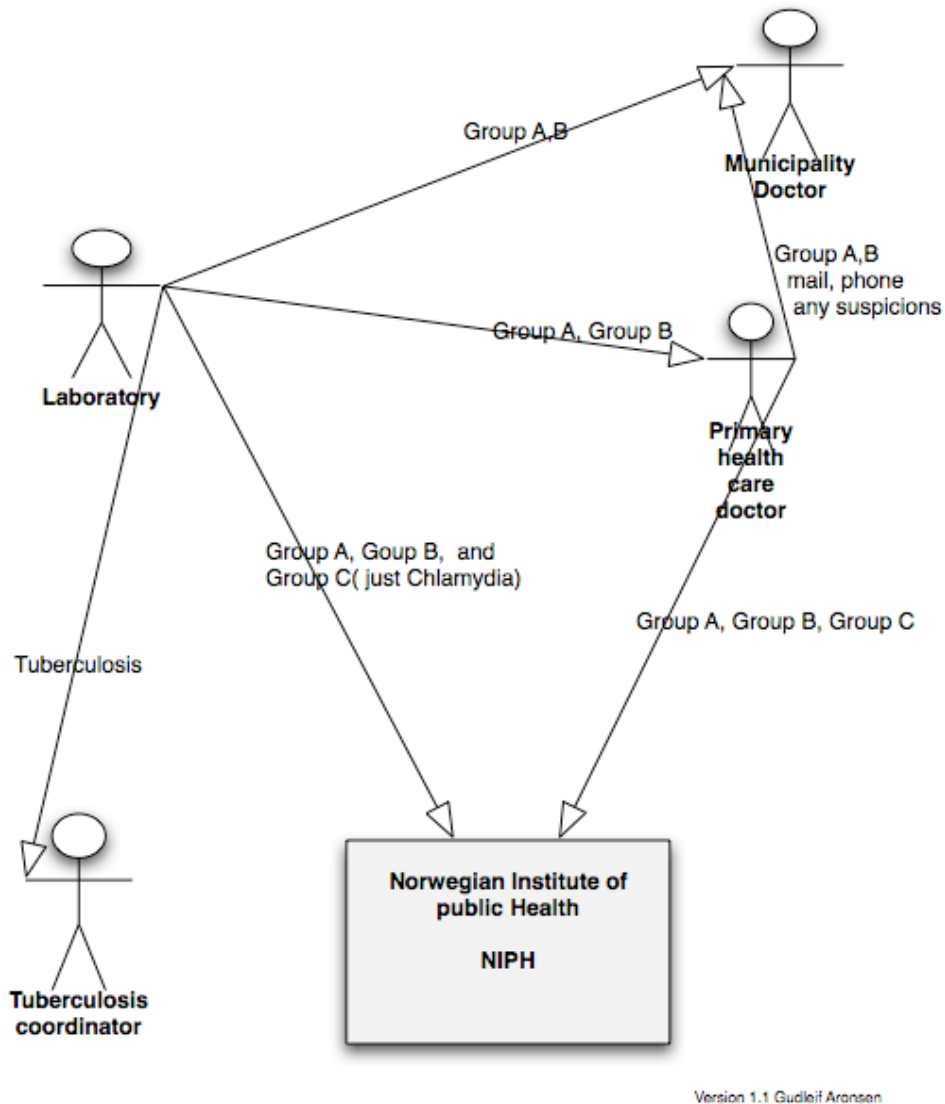 Group A,B
Municipality
Doctor
Group A,B
mail, phone
any suspicions
Laboratory
Group A, Group B
Primary
health
care
doctor
Group A, Goup B,  and
Group C( just Chlamydia)
Group A, Group B, Group C
Tuberculosis
Norwegian Institute of
public Health
NIPH
Tuberculosis
coordinator
Version 1.1 Gudleif Aronsen